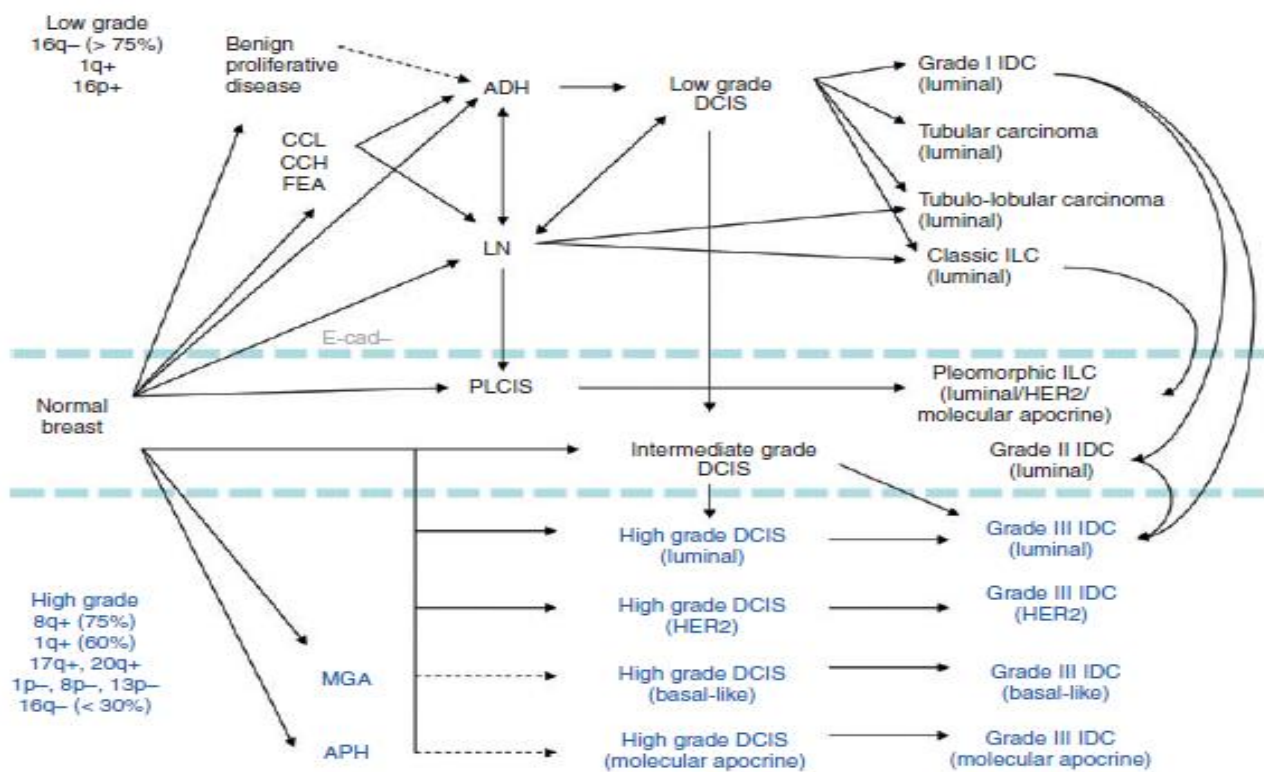 Low grade
16q– (> 75%)
1q+
16p+
Benign
proliferative
disease
ADH
Low grade
DCIS
Grade I IDC
(luminal)
CCL
CCH
FEA
Tubular carcinoma
(luminal)
Tubulo-lobular carcinoma
(luminal)
LN
Classic ILC
(luminal)
E-cad–
Normal
breast
PLCIS
Pleomorphic ILC
(luminal/HER2/
molecular apocrine)
Intermediate grade
DCIS
Grade II IDC
(luminal)
High grade DCIS
(luminal)
Grade III IDC
(luminal)
High grade
8q+ (75%)
1q+ (60%)
17q+, 20q+
1p–, 8p–, 13p–
16q– (< 30%)
High grade DCIS
(HER2)
Grade III IDC
(HER2)
MGA
High grade DCIS
(basal-like)
Grade III IDC
(basal-like)
APH
High grade DCIS
(molecular apocrine)
Grade III IDC
(molecular apocrine)